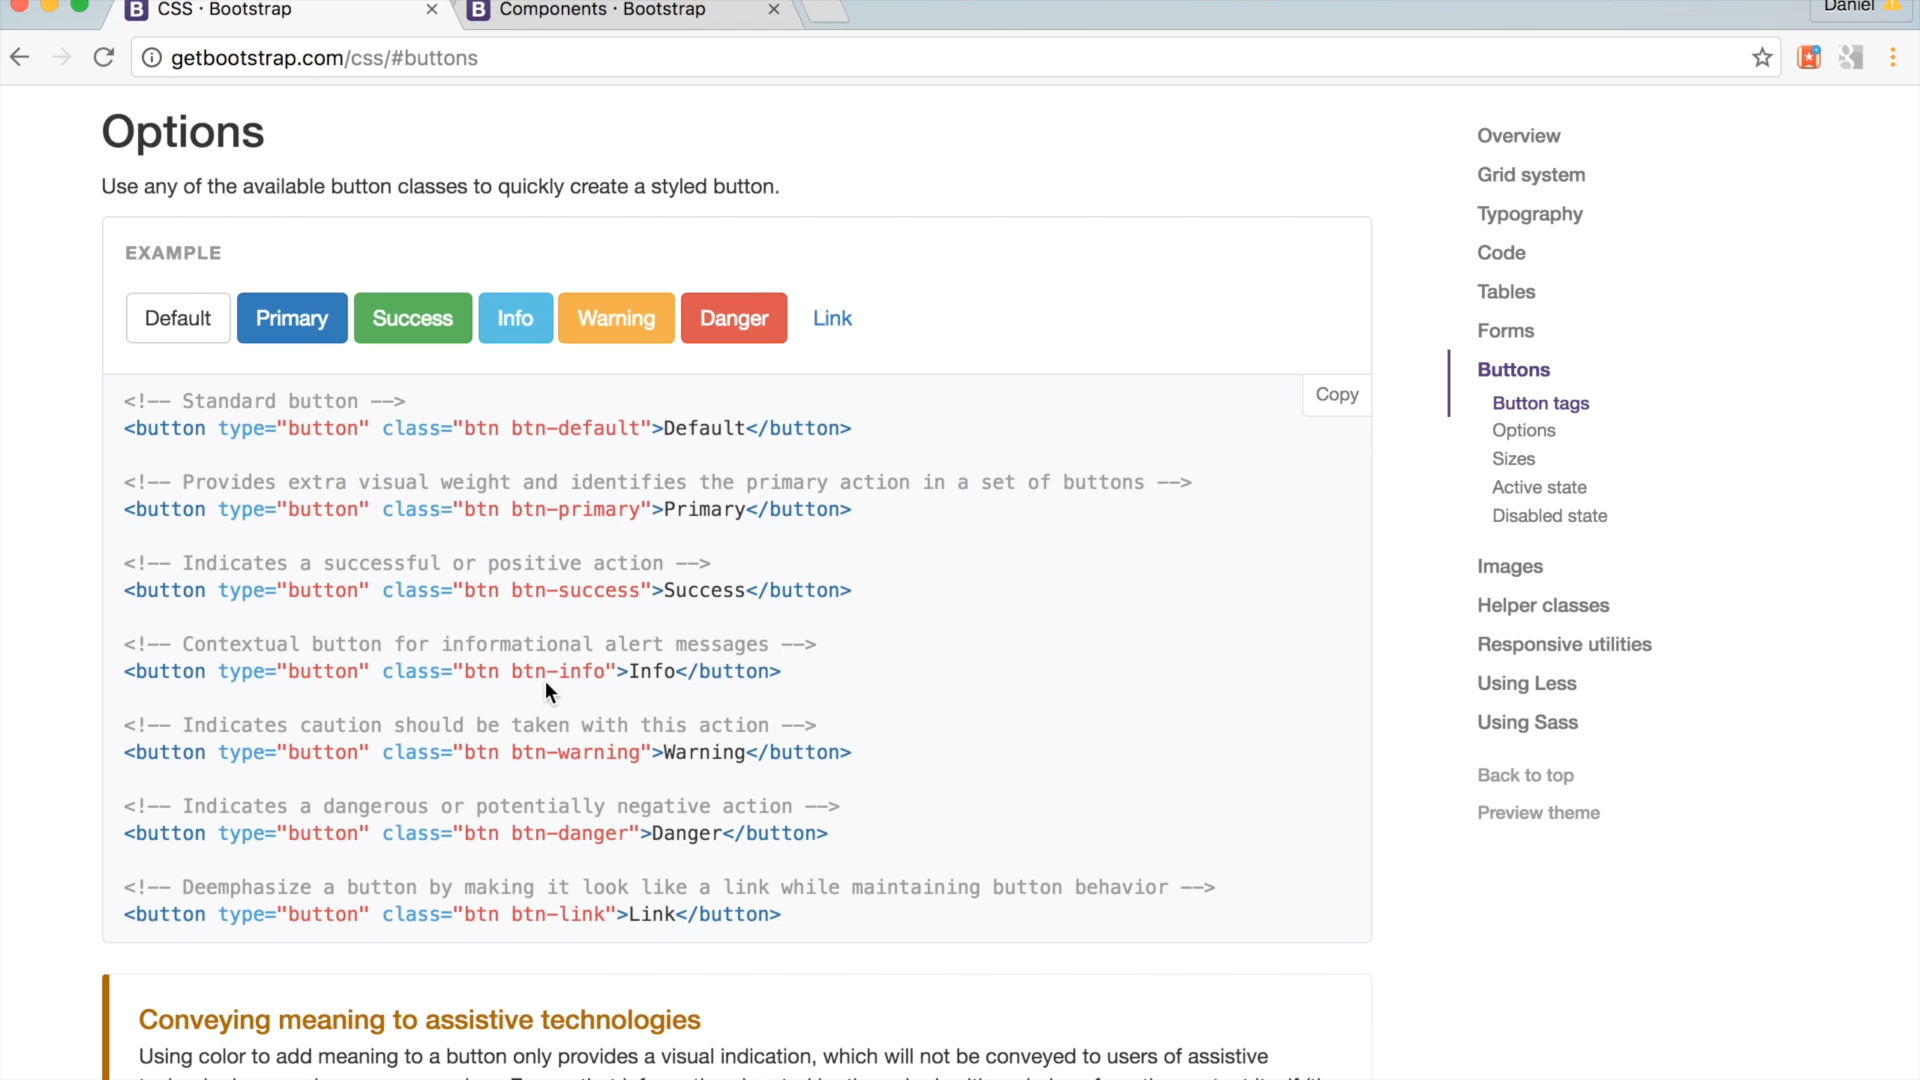 CSS · Bootstrap
Components · Bootstrap
Daniel
getbootstrap.com/css/#buttons
Options
Use any of the available button classes to quickly create a styled button.
EXAMPLE
Default Primary Success Info Warning Danger Link
Copy
<!-- Standard button -->
<button type="button" class="btn btn-default">Default</button>
<!-- Provides extra visual weight and identifies the primary action in a set of buttons -->
<button type="button" class="btn btn-primary">Primary</button>
<!-- Indicates a successful or positive action -->
<button type="button" class="btn btn-success">Success</button>
<!-- Contextual button for informational alert messages -->
<button type="button" class="btn btn-info">Info</button>
<!-- Indicates caution should be taken with this action -->
<button type="button" class="btn btn-warning">Warning</button>
<!-- Indicates a dangerous or potentially negative action -->
<button type="button" class="btn btn-danger">Danger</button>
<!-- Deemphasize a button by making it look like a link while maintaining button behavior -->
<button type="button" class="btn btn-link">Link</button>
Conveying meaning to assistive technologies
Using color to add meaning to a button only provides a visual indication, which will not be conveyed to users of assistive
Overview
Grid system
Typography
Code
Tables
Forms
Buttons
Button tags
Options
Sizes
Active state
Disabled state
Images
Helper classes
Responsive utilities
Using Less
Using Sass
Back to top
Preview theme